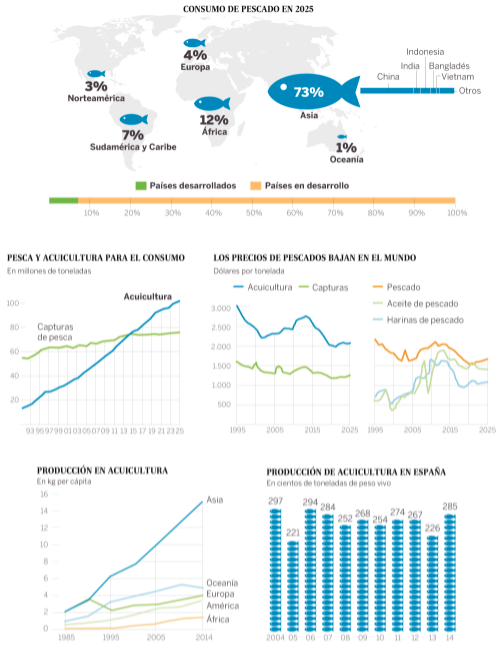 CONSUMO DE PESCADO EN 2025
4%
Europa
3%
Norteamérica
73%
Asia
Indonesia
India
Bangladés
China
Vietnam
Otros
7%
Sudamérica y Caribe
12%
África
1%
Oceanía
Países desarrollados
Países en desarrollo
10% 20% 30% 40% 50% 60% 70% 80% 90% 100%
PESCA Y ACUICULTURA PARA EL CONSUMO
En millones de toneladas
Acuicultura
Capturas
de pesca
100
80
60
40
20
93 95 97 99 01 03 05 07 09 11 13 15 17 19 21 23 25
LOS PRECIOS DE PESCADOS BAJAN EN EL MUNDO
Dólares por tonelada
Acuicultura
Capturas
Pescado
Aceite de pescado
Harinas de pescado
3.000
2.500
2.000
1.500
1.000
500
1995 2005 2015 2025
1995 2005 2015 2025
PRODUCCIÓN EN ACUICULTURA
En kg per cápita
16
14
12
10
8
6
4
2
0
Asia
Oceanía
Europa
América
África
1985 1995 2005 2014
PRODUCCIÓN DE ACUICULTURA EN ESPAÑA
En cientos de toneladas de peso vivo
297 221 294 284 252 268 254 274 267 226 285
2004 05 06 07 08 09 10 11 12 13 14